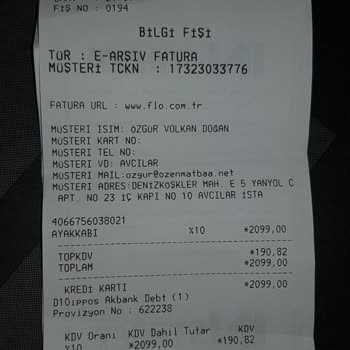 FİŞ NO : 0194
BİLGİ FİŞİ
TÜR : E-ARŞİV FATURA
MÜŞTERİ TCKN : 17323033776
FATURA URL : www.flo.com.tr
MÜŞTERİ ISIM: ÖZGÜR VOLKAN DOĞAN
MÜŞTERİ KART NO:
MÜŞTERİ TEL NO:
MÜŞTERİ VD: AVCILAR
MÜŞTERİ MAIL:ozgur@ozenmatbaa.net
MÜŞTERİ ADRES:DENİZKÖŞKLER MAH. E 5 YANYOL C
APT. NO 23 İÇ KAPI NO 10 AVCILAR İSTA
4066756038021
AYAKKABI %10 *2099,00
TOPKDV *190,82
TOPLAM *2099,00
KREDİ KARTI *2099,00
D10ippos Akbank Debt (1)
Provizyon No : 622238
KDV Oranı KDV Dahil Tutar KDV
%10 *2099,00 *190,82